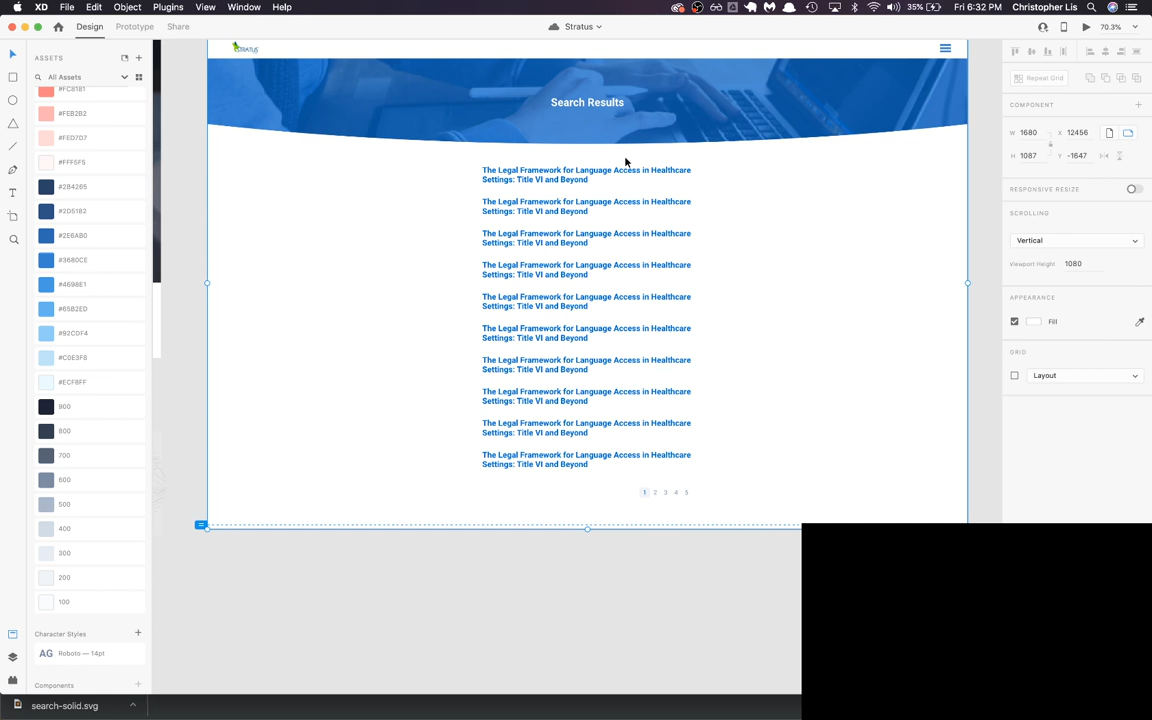 XD File Edit Object Plugins View Window Help
35% Fri 6:32 PM Christopher Lis
Design Prototype Share
Stratus
70.3%
ASSETS
All Assets
#FC8181
#FEB2B2
#FED7D7
#FFF5F5
#2B4265
#2D5182
#2E6AB0
#3680CE
#4698E1
#65B2ED
#92CDF4
#C0E3F8
#ECF8FF
900
800
700
600
500
400
300
200
100
Character Styles
AG Roboto — 14pt
Components
STRATUS
Search Results
The Legal Framework for Language Access in Healthcare
Settings: Title VI and Beyond
The Legal Framework for Language Access in Healthcare
Settings: Title VI and Beyond
The Legal Framework for Language Access in Healthcare
Settings: Title VI and Beyond
The Legal Framework for Language Access in Healthcare
Settings: Title VI and Beyond
The Legal Framework for Language Access in Healthcare
Settings: Title VI and Beyond
The Legal Framework for Language Access in Healthcare
Settings: Title VI and Beyond
The Legal Framework for Language Access in Healthcare
Settings: Title VI and Beyond
The Legal Framework for Language Access in Healthcare
Settings: Title VI and Beyond
The Legal Framework for Language Access in Healthcare
Settings: Title VI and Beyond
The Legal Framework for Language Access in Healthcare
Settings: Title VI and Beyond
1 2 3 4 5
Repeat Grid
COMPONENT
W 1680 X 12456
H 1087 Y -1647
RESPONSIVE RESIZE
SCROLLING
Vertical
Viewport Height 1080
APPEARANCE
Fill
GRID
Layout
search-solid.svg